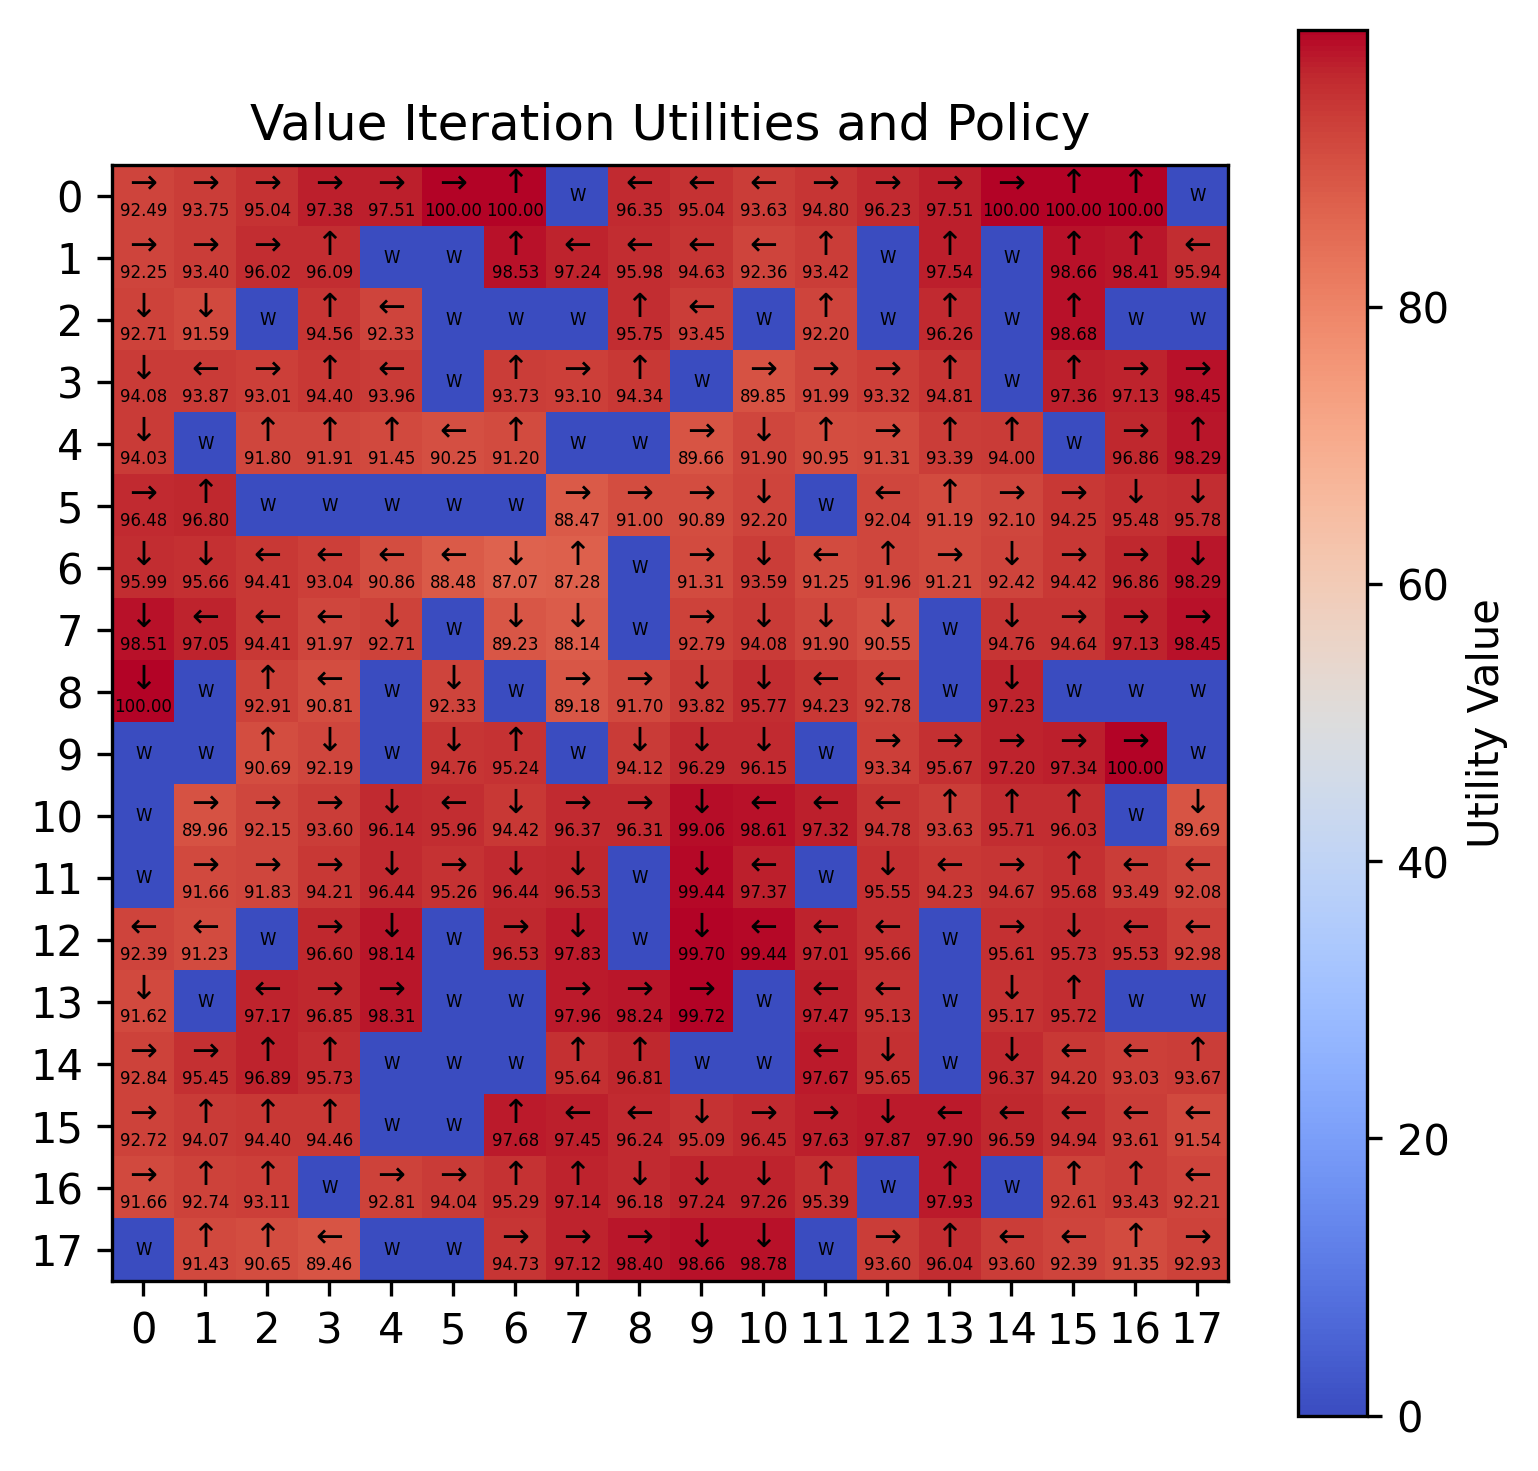 Value Iteration Utilities and Policy
0 → → → → → → ↑ W ← ← ← → → → → ↑ ↑ W
92.49 93.75 95.04 97.38 97.51 100.00 100.00 96.35 95.04 93.63 94.80 96.23 97.51 100.00 100.00 100.00
1 → → → ↑ W W ↑ ← ← ← ← ↑ W ↑ W ↑ ↑ ←
92.25 93.40 96.02 96.09 98.53 97.24 95.98 94.63 92.36 93.42 97.54 98.66 98.41 95.94
2 ↓ ↓ W ↑ ← W W W ↑ ← W ↑ W ↑ W ↑ W W
92.71 91.59 94.56 92.33 95.75 93.45 92.20 96.26 98.68
3 ↓ ← → ↑ ← W ↑ → ↑ W → → → ↑ W ↑ → →
94.08 93.87 93.01 94.40 93.96 93.73 93.10 94.34 89.85 91.99 93.32 94.81 97.36 97.13 98.45
4 ↓ W ↑ ↑ ↑ ← ↑ W W → ↓ ↑ → ↑ ↑ W → ↑
94.03 91.80 91.91 91.45 90.25 91.20 89.66 91.90 90.95 91.31 93.39 94.00 96.86 98.29
5 → ↑ W W W W W → → → ↓ W ← ↑ → → ↓ ↓
96.48 96.80 88.47 91.00 90.89 92.20 92.04 91.19 92.10 94.25 95.48 95.78
6 ↓ ↓ ← ← ← ← ↓ ↑ W → ↓ ← ↑ → ↓ → → ↓
95.99 95.66 94.41 93.04 90.86 88.48 87.07 87.28 91.31 93.59 91.25 91.96 91.21 92.42 94.42 96.86 98.29
7 ↓ ← ← ← ↓ W ↓ ↓ W → ↓ ↓ ↓ W ↓ → → →
98.51 97.05 94.41 91.97 92.71 89.23 88.14 92.79 94.08 91.90 90.55 94.76 94.64 97.13 98.45
8 ↓ W ↑ ← W ↓ W → → ↓ ↓ ← ← W ↓ W W W
100.00 92.91 90.81 92.33 89.18 91.70 93.82 95.77 94.23 92.78 97.23
9 W W ↑ ↓ W ↓ ↑ W ↓ ↓ ↓ W → → → → → W
90.69 92.19 94.76 95.24 94.12 96.29 96.15 93.34 95.67 97.20 97.34 100.00
10 W → → → ↓ ← ↓ → → ↓ ← ← ← ↑ ↑ ↑ W ↓
89.96 92.15 93.60 96.14 95.96 94.42 96.37 96.31 99.06 98.61 97.32 94.78 93.63 95.71 96.03 89.69
11 W → → → ↓ → ↓ ↓ W ↓ ← W ↓ ← → ↑ ← ←
91.66 91.83 94.21 96.44 95.26 96.44 96.53 99.44 97.37 95.55 94.23 94.67 95.68 93.49 92.08
12 ← ← W → ↓ W → ↓ W ↓ ← ← ← W → ↓ ← ←
92.39 91.23 96.60 98.14 96.53 97.83 99.70 99.44 97.01 95.66 95.61 95.73 95.53 92.98
13 ↓ W ← → → W W → → → W ← ← W ↓ ↑ W W
91.62 97.17 96.85 98.31 97.96 98.24 99.72 97.47 95.13 95.17 95.72
14 → → ↑ ↑ W W W ↑ ↑ W W ← ↓ W ↓ ← ← ↑
92.84 95.45 96.89 95.73 95.64 96.81 97.67 95.65 96.37 94.20 93.03 93.67
15 → ↑ ↑ ↑ W W ↑ ← ← ↓ → → ↓ ← ← ← ← ←
92.72 94.07 94.40 94.46 97.68 97.45 96.24 95.09 96.45 97.63 97.87 97.90 96.59 94.94 93.61 91.54
16 → ↑ ↑ W → → ↑ ↑ ↓ ↓ ↓ ↑ W ↑ W ↑ ↑ ←
91.66 92.74 93.11 92.81 94.04 95.29 97.14 96.18 97.24 97.26 95.39 97.93 92.61 93.43 92.21
17 W ↑ ↑ ← W W → → → ↓ ↓ W → ↑ ← ← ↑ →
91.43 90.65 89.46 94.73 97.12 98.40 98.66 98.78 93.60 96.04 93.60 92.39 91.35 92.93
0 1 2 3 4 5 6 7 8 9 10 11 12 13 14 15 16 17
80
60
40
20
0
Utility Value